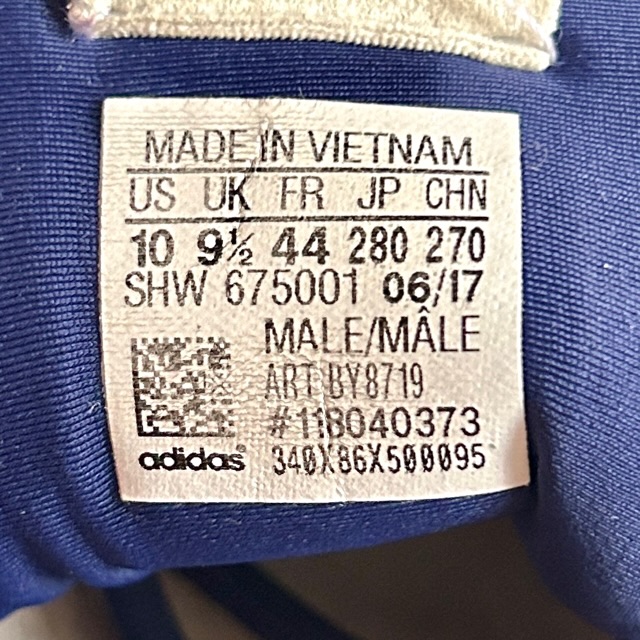 MADE IN VIETNAM
US UK FR JP CHN
10 9½ 44 280 270
SHW 675001 06/17
MALE/MÂLE
ART BY8719
#118040373
adidas® 340X86X500095